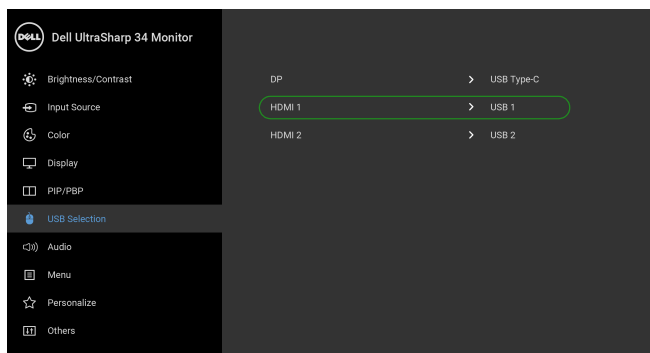 DELL Dell UltraSharp 34 Monitor
Brightness/Contrast
Input Source
Color
Display
PIP/PBP
USB Selection
Audio
Menu
Personalize
Others
DP > USB Type-C
HDMI 1 > USB 1
HDMI 2 > USB 2